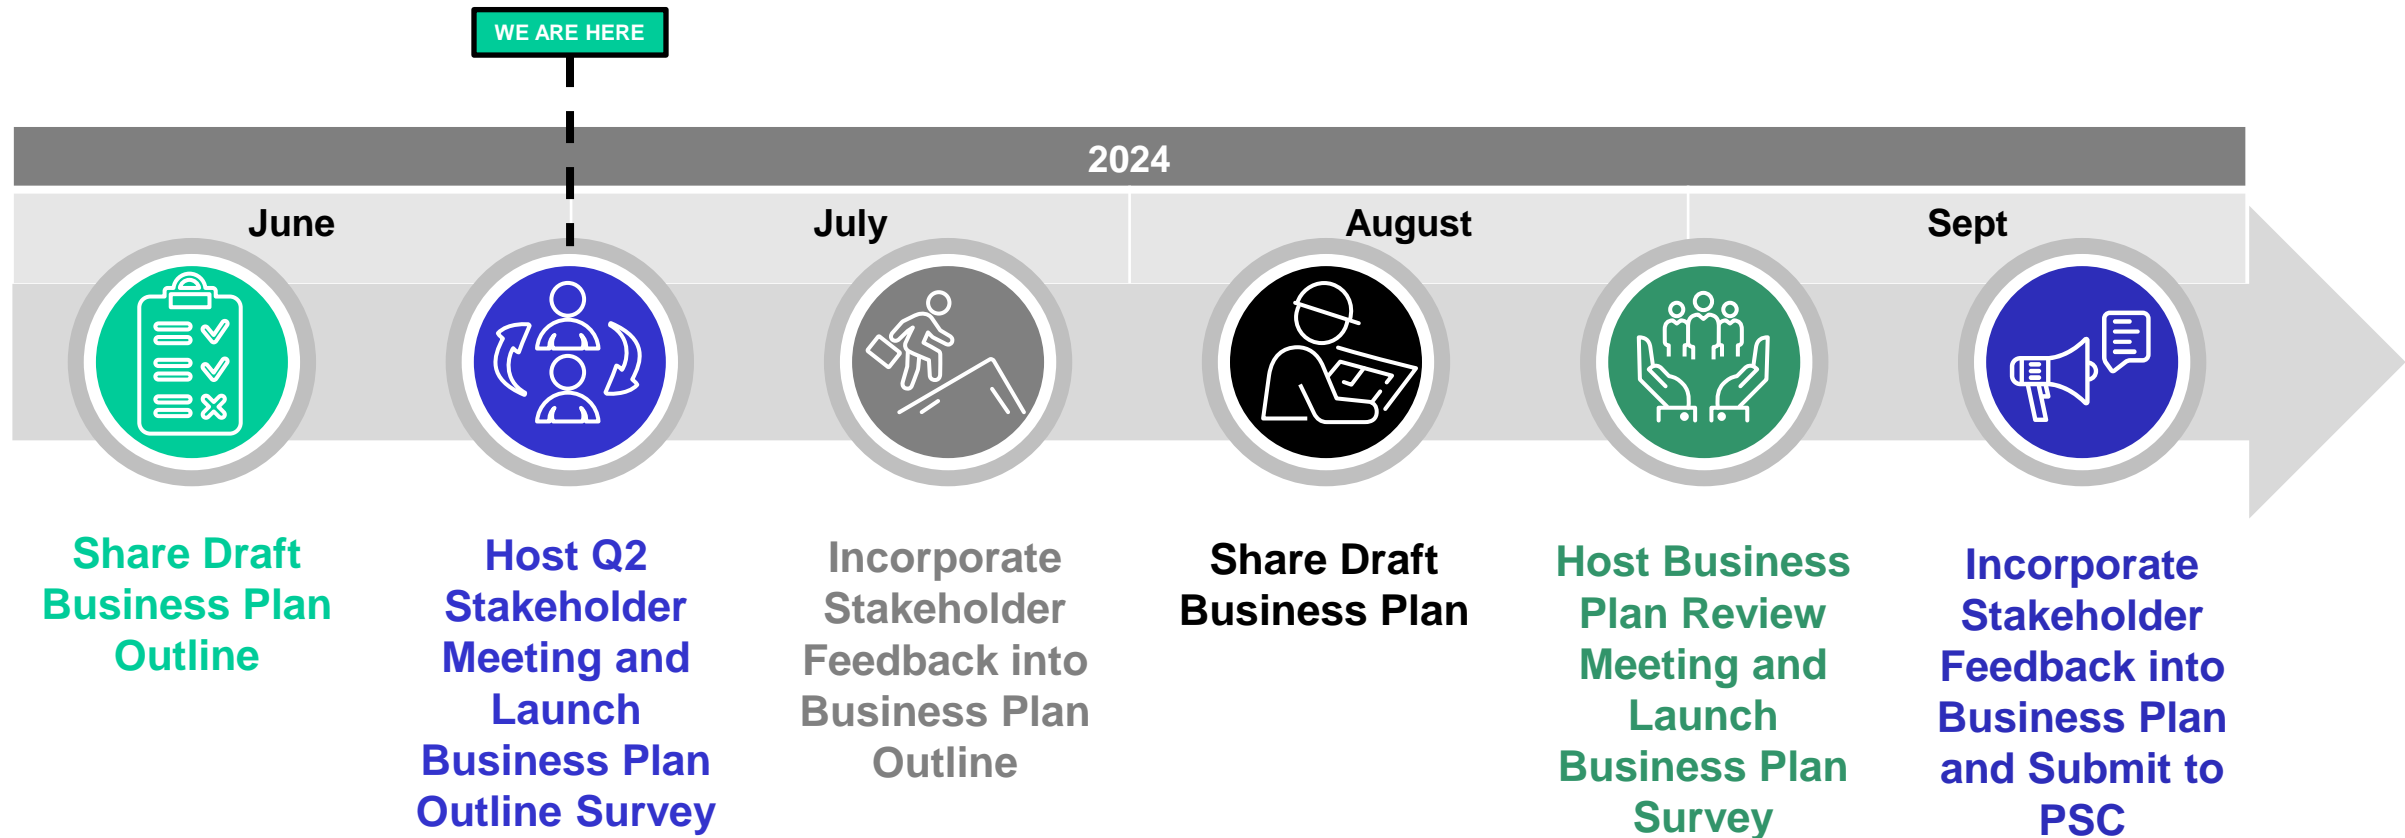 WE ARE HERE
2024
June
July
August
Sept
Share Draft
Business Plan
Outline
Host Q2
Stakeholder
Meeting and
Launch
Business Plan
Outline Survey
Incorporate
Stakeholder
Feedback into
Business Plan
Outline
Share Draft
Business Plan
Host Business
Plan Review
Meeting and
Launch
Business Plan
Survey
Incorporate
Stakeholder
Feedback into
Business Plan
and Submit to
PSC